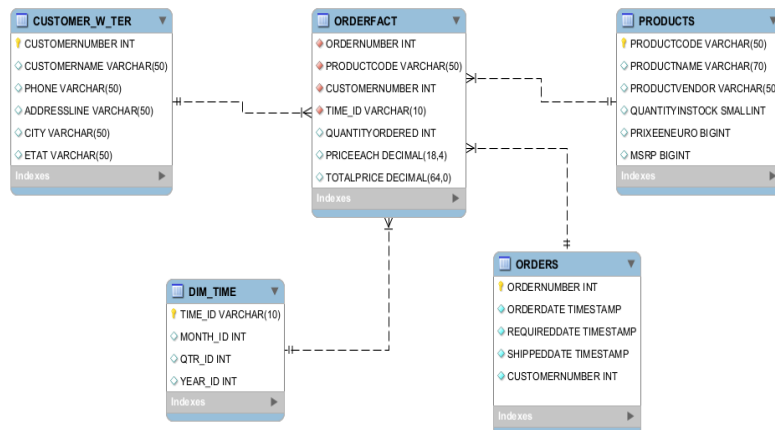 CUSTOMER_W_TER
CUSTOMERNUMBER INT
CUSTOMERNAME VARCHAR(50)
PHONE VARCHAR(50)
ADDRESSLINE VARCHAR(50)
CITY VARCHAR(50)
ETAT VARCHAR(50)
Indexes
ORDERFACT
ORDERNUMBER INT
PRODUCTCODE VARCHAR(50)
CUSTOMERNUMBER INT
TIME_ID VARCHAR(10)
QUANTITYORDERED INT
PRICEEACH DECIMAL(18,4)
TOTALPRICE DECIMAL(64,0)
Indexes
PRODUCTS
PRODUCTCODE VARCHAR(50)
PRODUCTNAME VARCHAR(70)
PRODUCTVENDOR VARCHAR(50
QUANTITYINSTOCK SMALLINT
PRIXEENEURO BIGINT
MSRP BIGINT
Indexes
DIM_TIME
TIME_ID VARCHAR(10)
MONTH_ID INT
QTR_ID INT
YEAR_ID INT
Indexes
ORDERS
ORDERNUMBER INT
ORDERDATE TIMESTAMP
REQUIREDDATE TIMESTAMP
SHIPPEDDATE TIMESTAMP
CUSTOMERNUMBER INT
Indexes